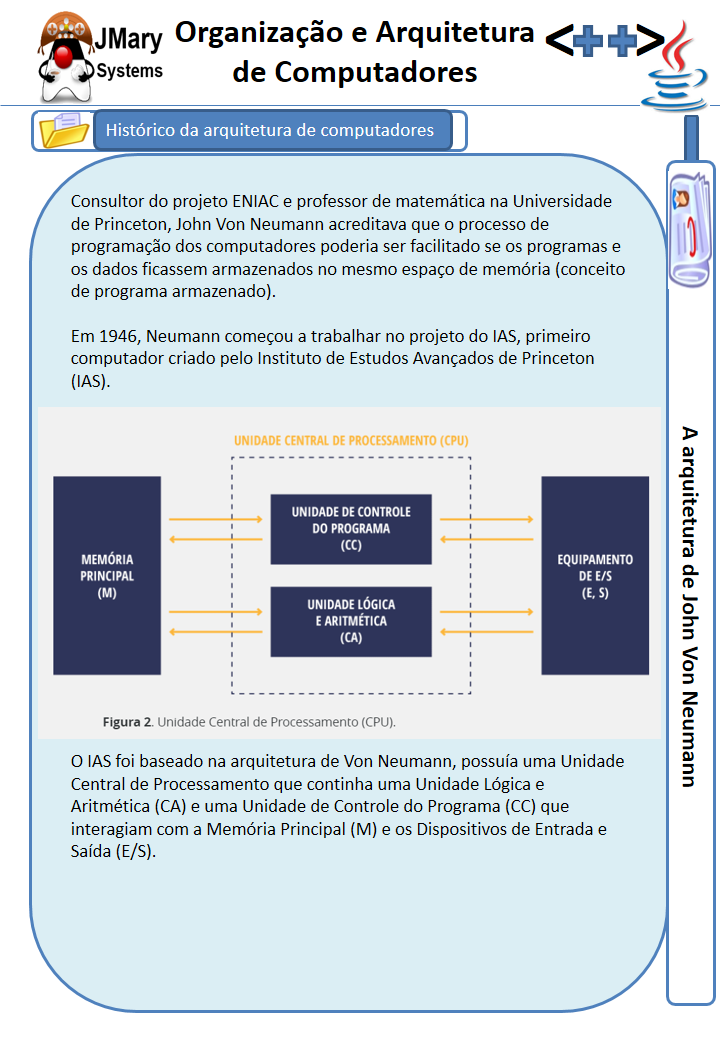 JMary
Systems
Organização e Arquitetura
de Computadores
<++>
Histórico da arquitetura de computadores
Consultor do projeto ENIAC e professor de matemática na Universidade
de Princeton, John Von Neumann acreditava que o processo de
programação dos computadores poderia ser facilitado se os programas e
os dados ficassem armazenados no mesmo espaço de memória (conceito
de programa armazenado).
Em 1946, Neumann começou a trabalhar no projeto do IAS, primeiro
computador criado pelo Instituto de Estudos Avançados de Princeton
(IAS).
UNIDADE CENTRAL DE PROCESSAMENTO (CPU)
MEMÓRIA
PRINCIPAL
(M)
UNIDADE DE CONTROLE
DO PROGRAMA
(CC)
UNIDADE LÓGICA
E ARITMÉTICA
(CA)
EQUIPAMENTO
DE E/S
(E, S)
Figura 2. Unidade Central de Processamento (CPU).
O IAS foi baseado na arquitetura de Von Neumann, possuía uma Unidade
Central de Processamento que continha uma Unidade Lógica e
Aritmética (CA) e uma Unidade de Controle do Programa (CC) que
interagiam com a Memória Principal (M) e os Dispositivos de Entrada e
Saída (E/S).
A arquitetura de John Von Neumann